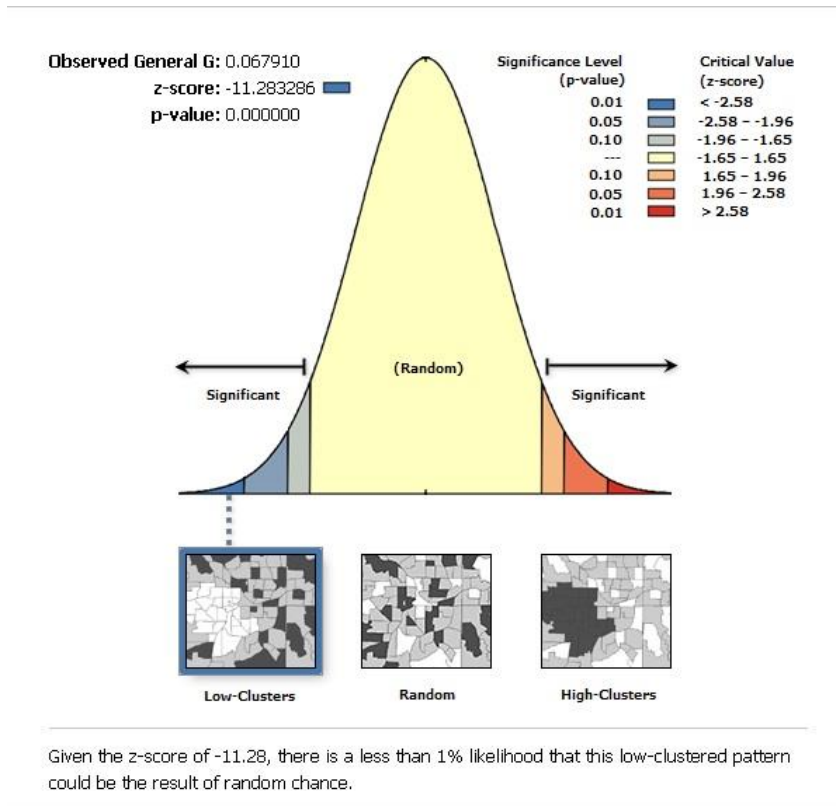 Observed General G: 0.067910
z-score: -11.283286
p-value: 0.000000
Significance Level Critical Value
(p-value) (z-score)
0.01 < -2.58
0.05 -2.58 – -1.96
0.10 -1.96 – -1.65
--- -1.65 – 1.65
0.10 1.65 – 1.96
0.05 1.96 – 2.58
0.01 > 2.58
(Random)
Significant Significant
Low-Clusters Random High-Clusters
Given the z-score of -11.28, there is a less than 1% likelihood that this low-clustered pattern
could be the result of random chance.